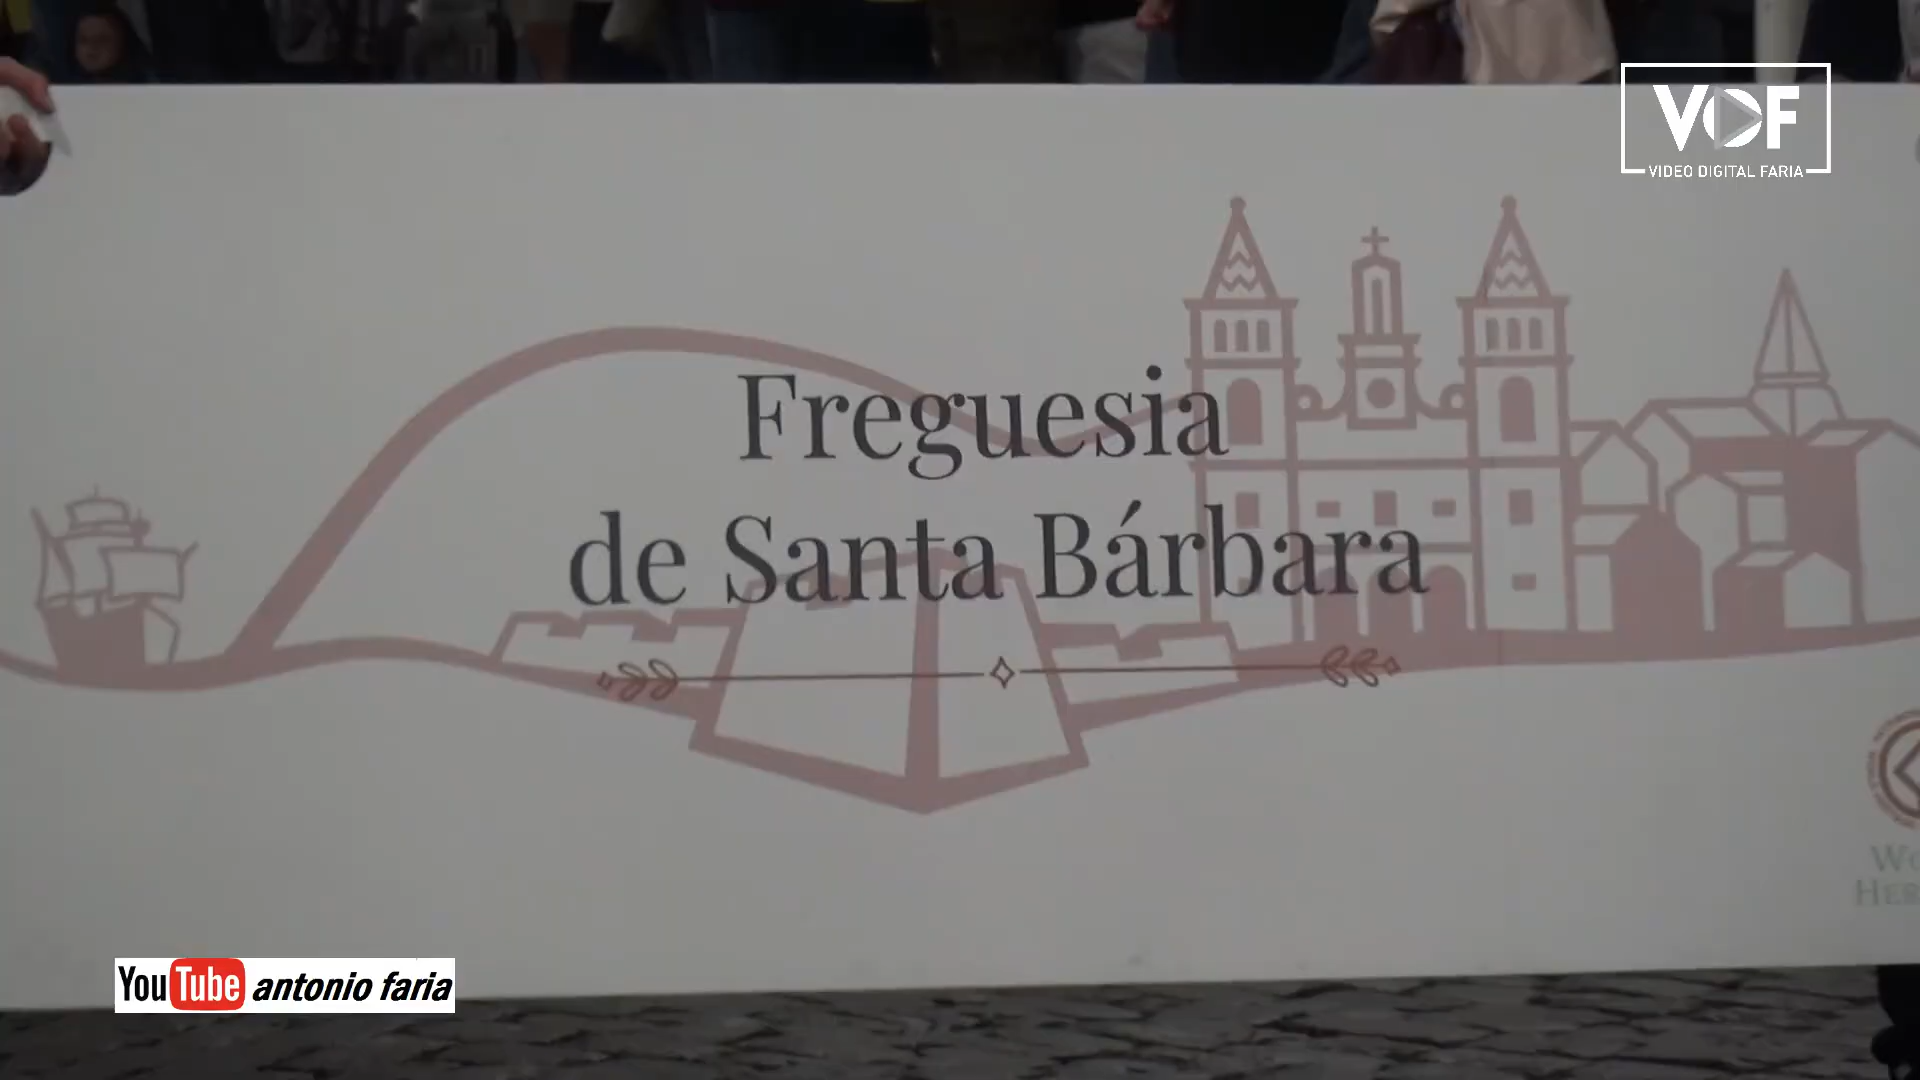 VDF
VIDEO DIGITAL FARIA
Freguesia
de Santa Bárbara
YouTube antonio faria